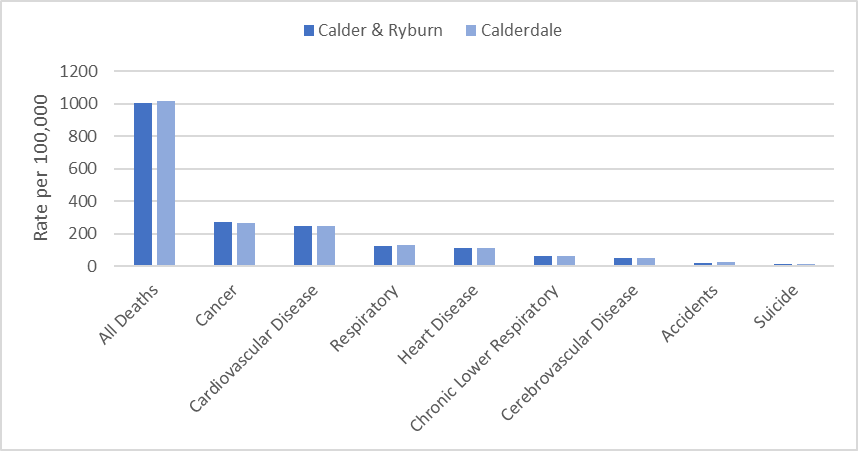 Calder & Ryburn
Calderdale
Rate per 100,000
1200
1000
800
600
400
200
0
All Deaths
Cancer
Cardiovascular Disease
Respiratory
Heart Disease
Chronic Lower Respiratory
Cerebrovascular Disease
Accidents
Suicide